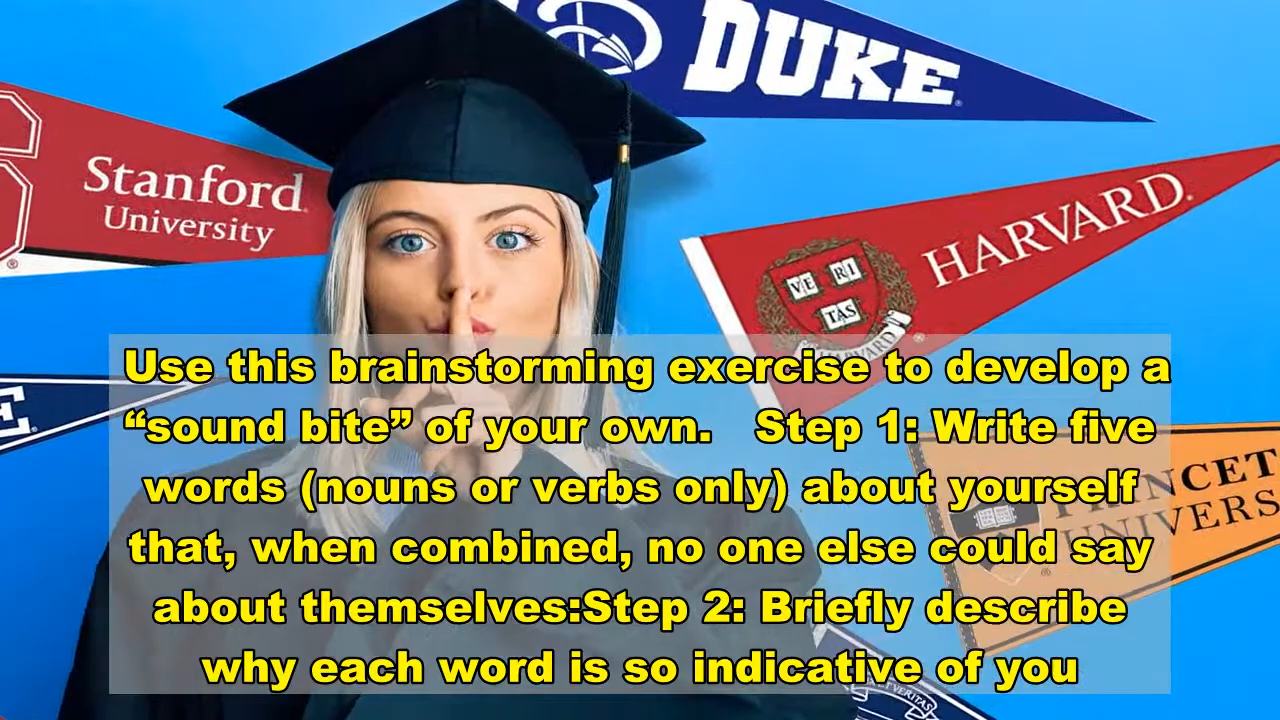 DUKE
Stanford
University
HARVARD
VE RI
TAS
HARVARD
E
Use this brainstorming exercise to develop a
“sound bite” of your own.   Step 1: Write five
words (nouns or verbs only) about yourself
that, when combined, no one else could say
about themselves:Step 2: Briefly describe
why each word is so indicative of you